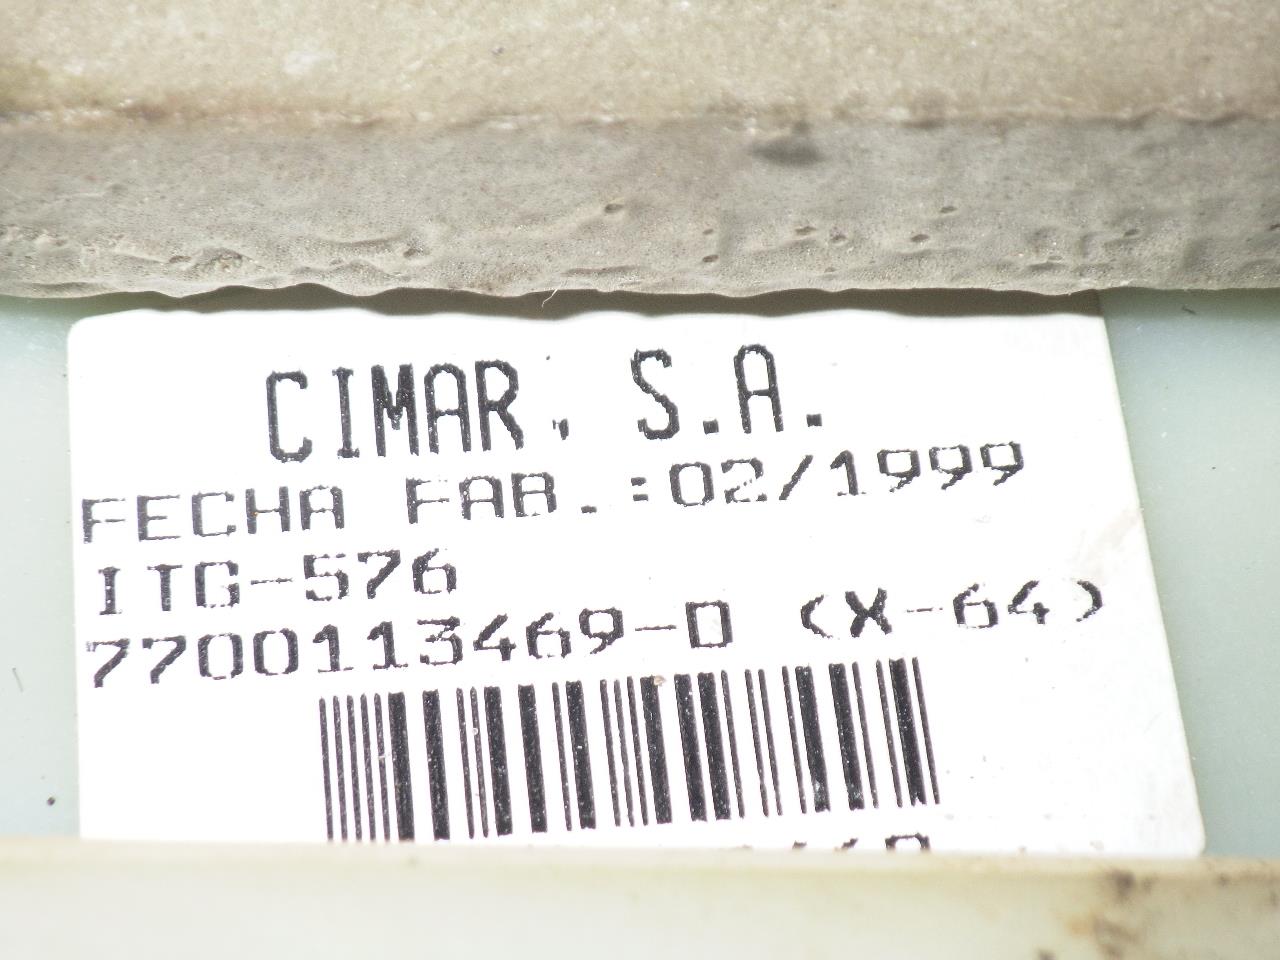 CIMAR, S.A.
FECHA FAB.:02/1999
ITG-576
7700113469-D (X-64)